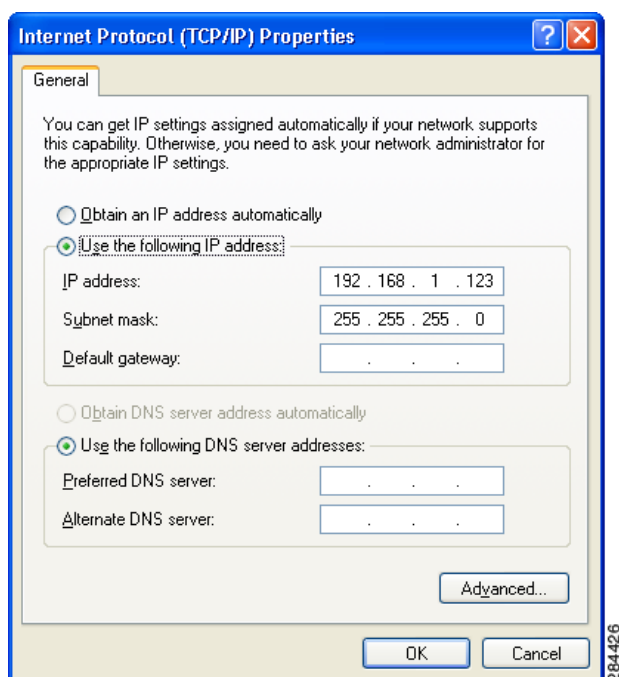 Internet Protocol (TCP/IP) Properties
General
You can get IP settings assigned automatically if your network supports
this capability. Otherwise, you need to ask your network administrator for
the appropriate IP settings.
Obtain an IP address automatically
Use the following IP address:
IP address: 192 . 168 . 1 . 123
Subnet mask: 255 . 255 . 255 . 0
Default gateway: . . .
Obtain DNS server address automatically
Use the following DNS server addresses:
Preferred DNS server: . . .
Alternate DNS server: . . .
Advanced...
OK Cancel
284426